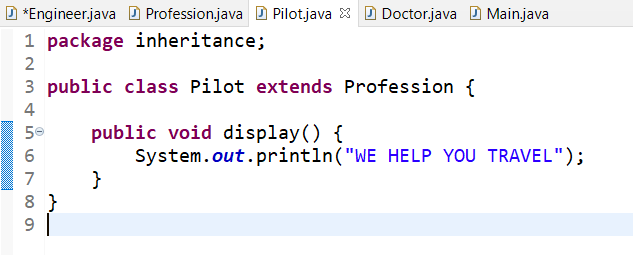 *Engineer.java Profession.java Pilot.java Doctor.java Main.java
1 package inheritance;
2
3 public class Pilot extends Profession {
4
5 public void display() {
6 System.out.println("WE HELP YOU TRAVEL");
7 }
8 }
9